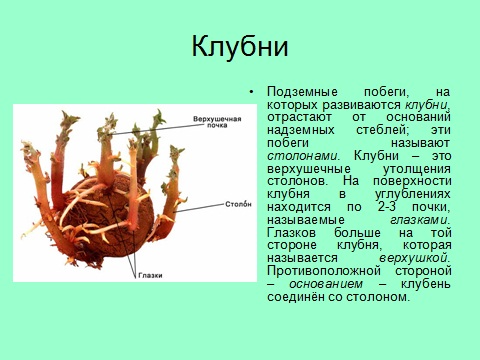 Клубни
Верхушечная
почка
Столо́н
Глазки
• Подземные побеги, на
которых развиваются клубни,
отрастают от оснований
надземных стеблей; эти
побеги называют
столонами. Клубни – это
верхушечные утолщения
столонов. На поверхности
клубня в углублениях
находится по 2-3 почки,
называемые глазками.
Глазков больше на той
стороне клубня, которая
называется верхушкой.
Противоположной стороной
– основанием – клубень
соединён со столоном.